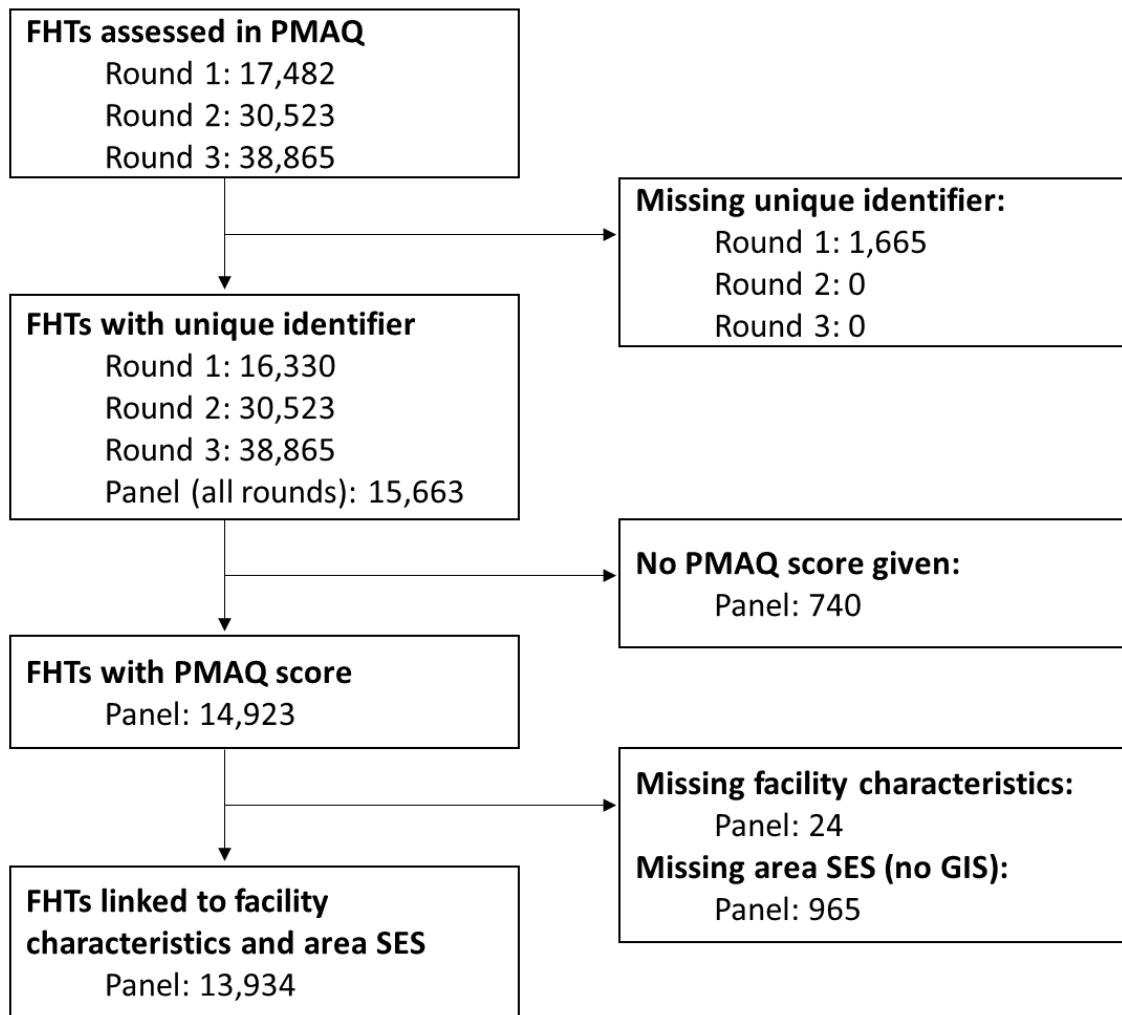 FHTs assessed in PMAQ
Round 1: 17,482
Round 2: 30,523
Round 3: 38,865
Missing unique identifier:
Round 1: 1,665
Round 2: 0
Round 3: 0
FHTs with unique identifier
Round 1: 16,330
Round 2: 30,523
Round 3: 38,865
Panel (all rounds): 15,663
No PMAQ score given:
Panel: 740
FHTs with PMAQ score
Panel: 14,923
Missing facility characteristics:
Panel: 24
Missing area SES (no GIS):
Panel: 965
FHTs linked to facility
characteristics and area SES
Panel: 13,934